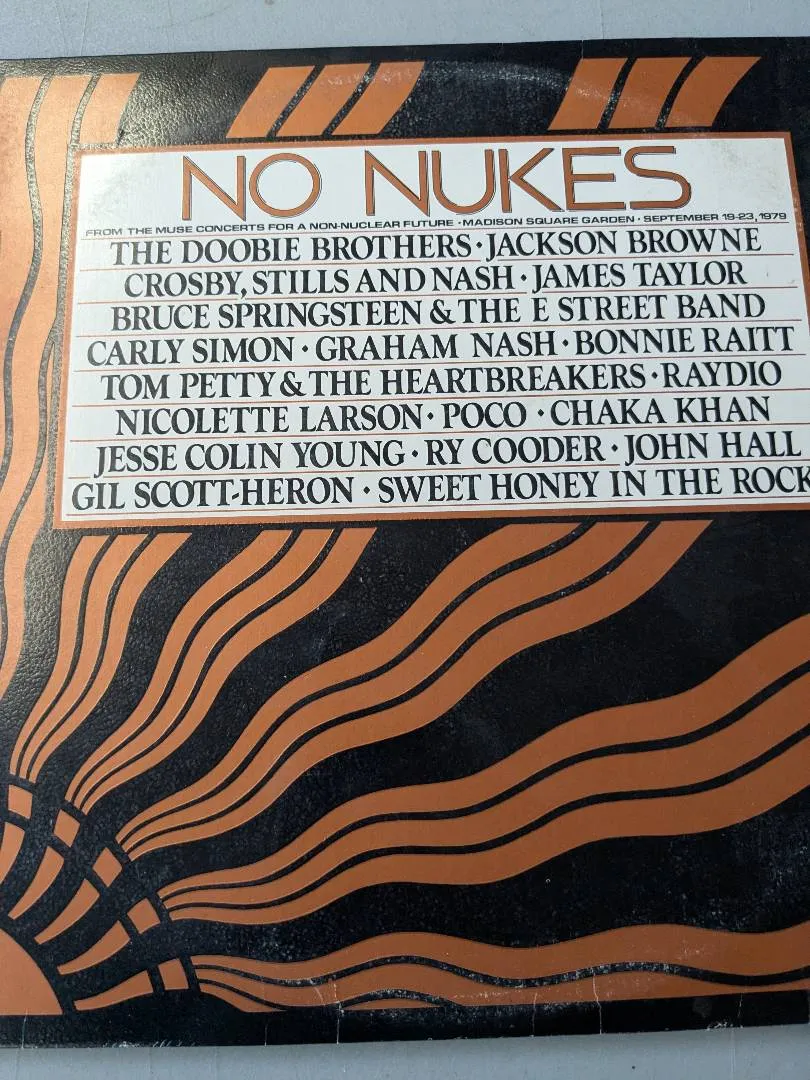 NO NUKES
FROM THE MUSE CONCERTS FOR A NON-NUCLEAR FUTURE · MADISON SQUARE GARDEN · SEPTEMBER 19-23, 1979
THE DOOBIE BROTHERS · JACKSON BROWNE
CROSBY, STILLS AND NASH · JAMES TAYLOR
BRUCE SPRINGSTEEN & THE E STREET BAND
CARLY SIMON · GRAHAM NASH · BONNIE RAITT
TOM PETTY & THE HEARTBREAKERS · RAYDIO
NICOLETTE LARSON · POCO · CHAKA KHAN
JESSE COLIN YOUNG · RY COODER · JOHN HALL
GIL SCOTT-HERON · SWEET HONEY IN THE ROCK